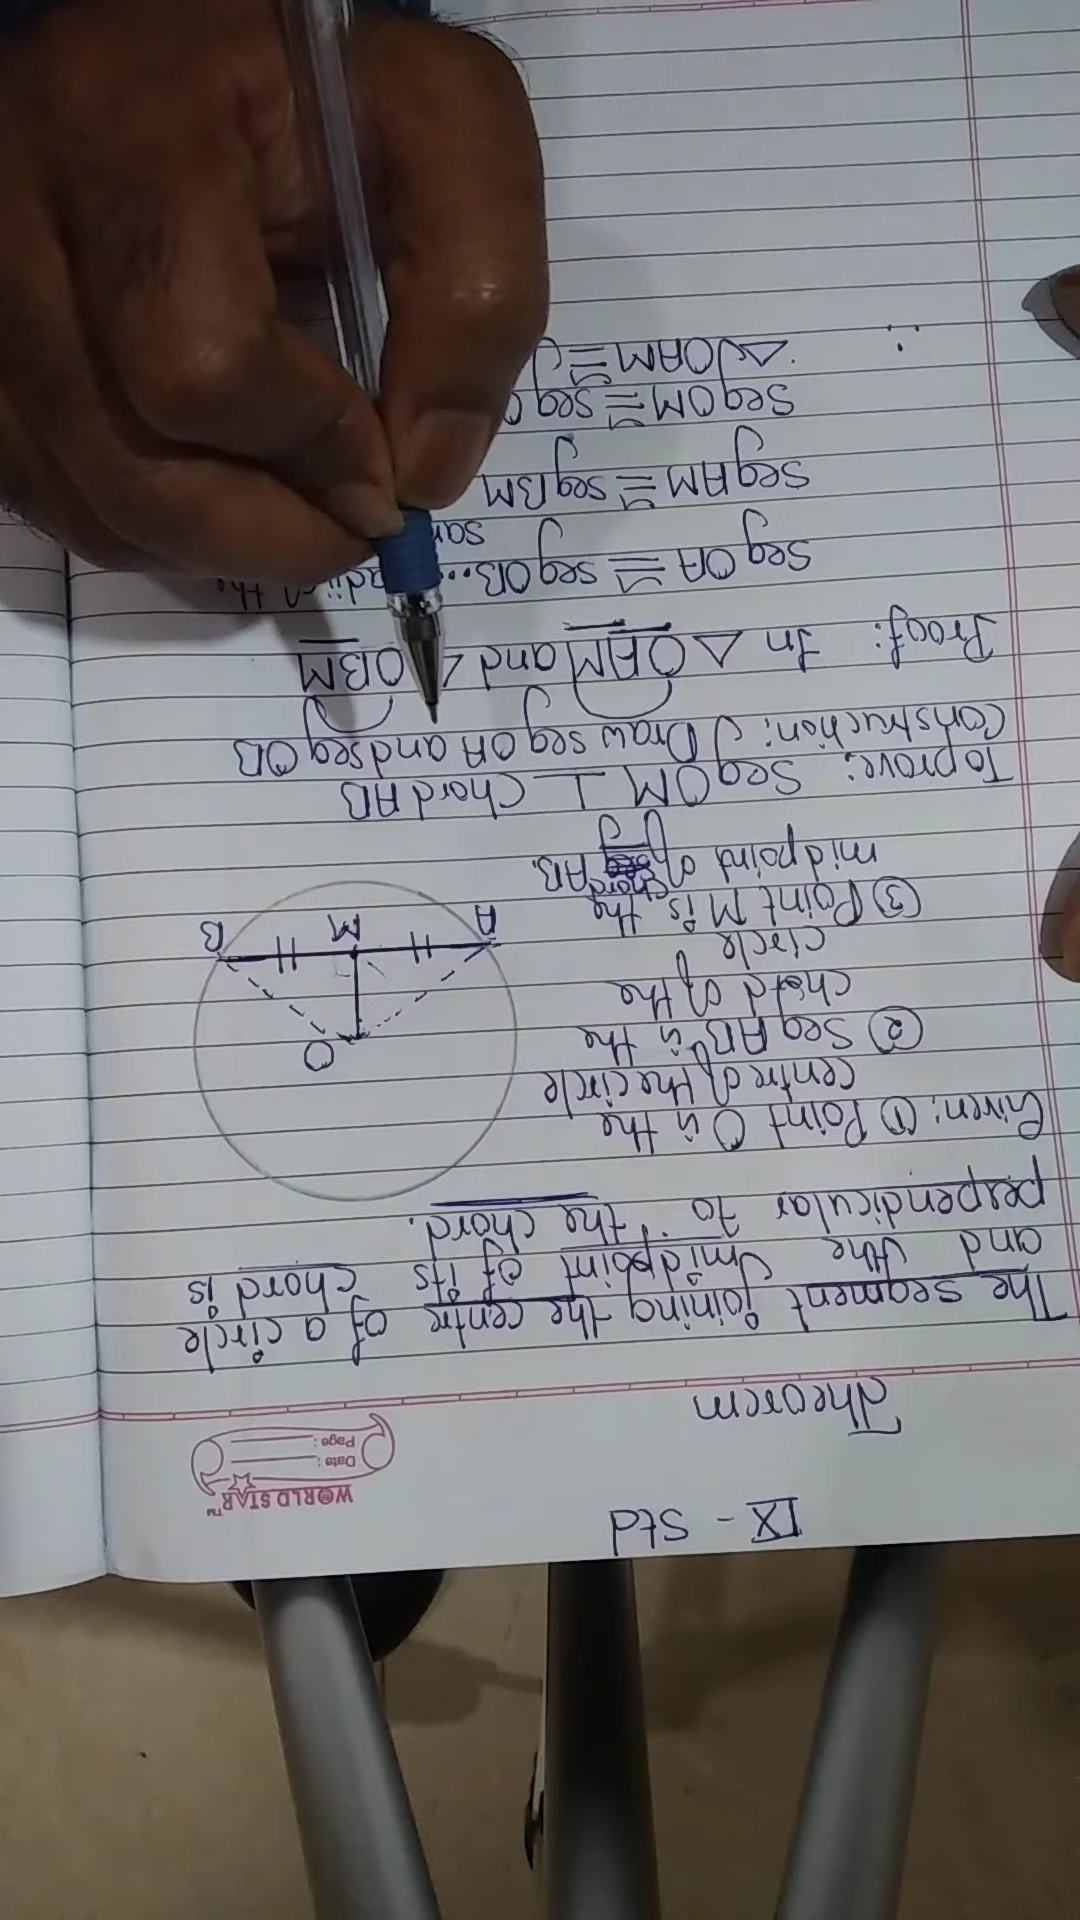 IX - Std
WORLD STAR™
Date :
Page :
Theorem
The segment joining the centre of a circle
and the midpoint of its chord is
perpendicular to the chord.
Given: ① Point O is the
centre of the circle
② Seg AB is the
chord of the
circle
③ Point M is the
midpoint of chord AB.
O
A M B
To prove: Seg OM ⊥ Chord AB
Construction: Draw seg OA and seg OB
Proof: In △ OAM and OBM
seg OA ≅ seg OB... the
seg AM ≅ seg BM
seg OM ≅ seg
∴ △OAM ≅